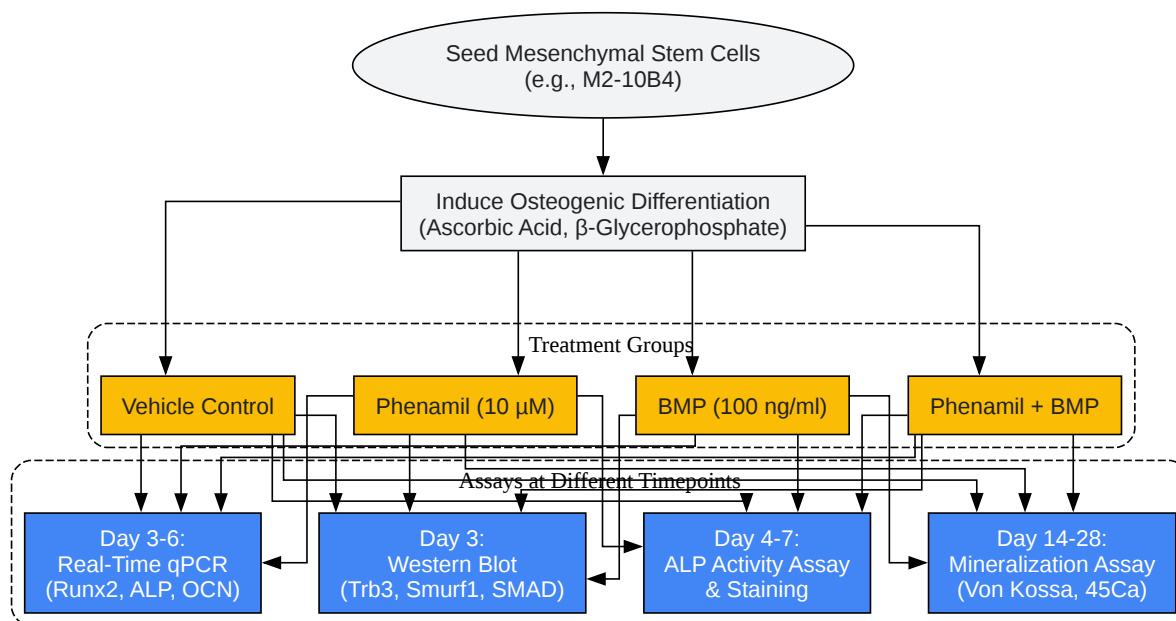 Seed Mesenchymal Stem Cells
(e.g., M2-10B4)
Induce Osteogenic Differentiation
(Ascorbic Acid, β-Glycerophosphate)
Treatment Groups
Vehicle Control
Phenamil (10 µM)
BMP (100 ng/ml)
Phenamil + BMP
Assays at Different Timepoints
Day 3-6:
Real-Time qPCR
(Runx2, ALP, OCN)
Day 3:
Western Blot
(Trb3, Smurf1, SMAD)
Day 4-7:
ALP Activity Assay
& Staining
Day 14-28:
Mineralization Assay
(Von Kossa, 45Ca)